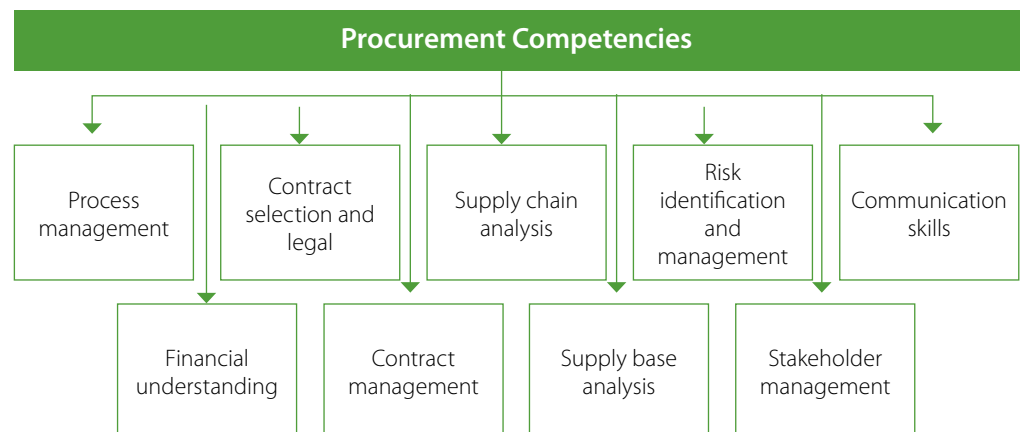 Procurement Competencies
Process
management
Contract
selection and
legal
Supply chain
analysis
Risk
identification
and
management
Communication
skills
Financial
understanding
Contract
management
Supply base
analysis
Stakeholder
management